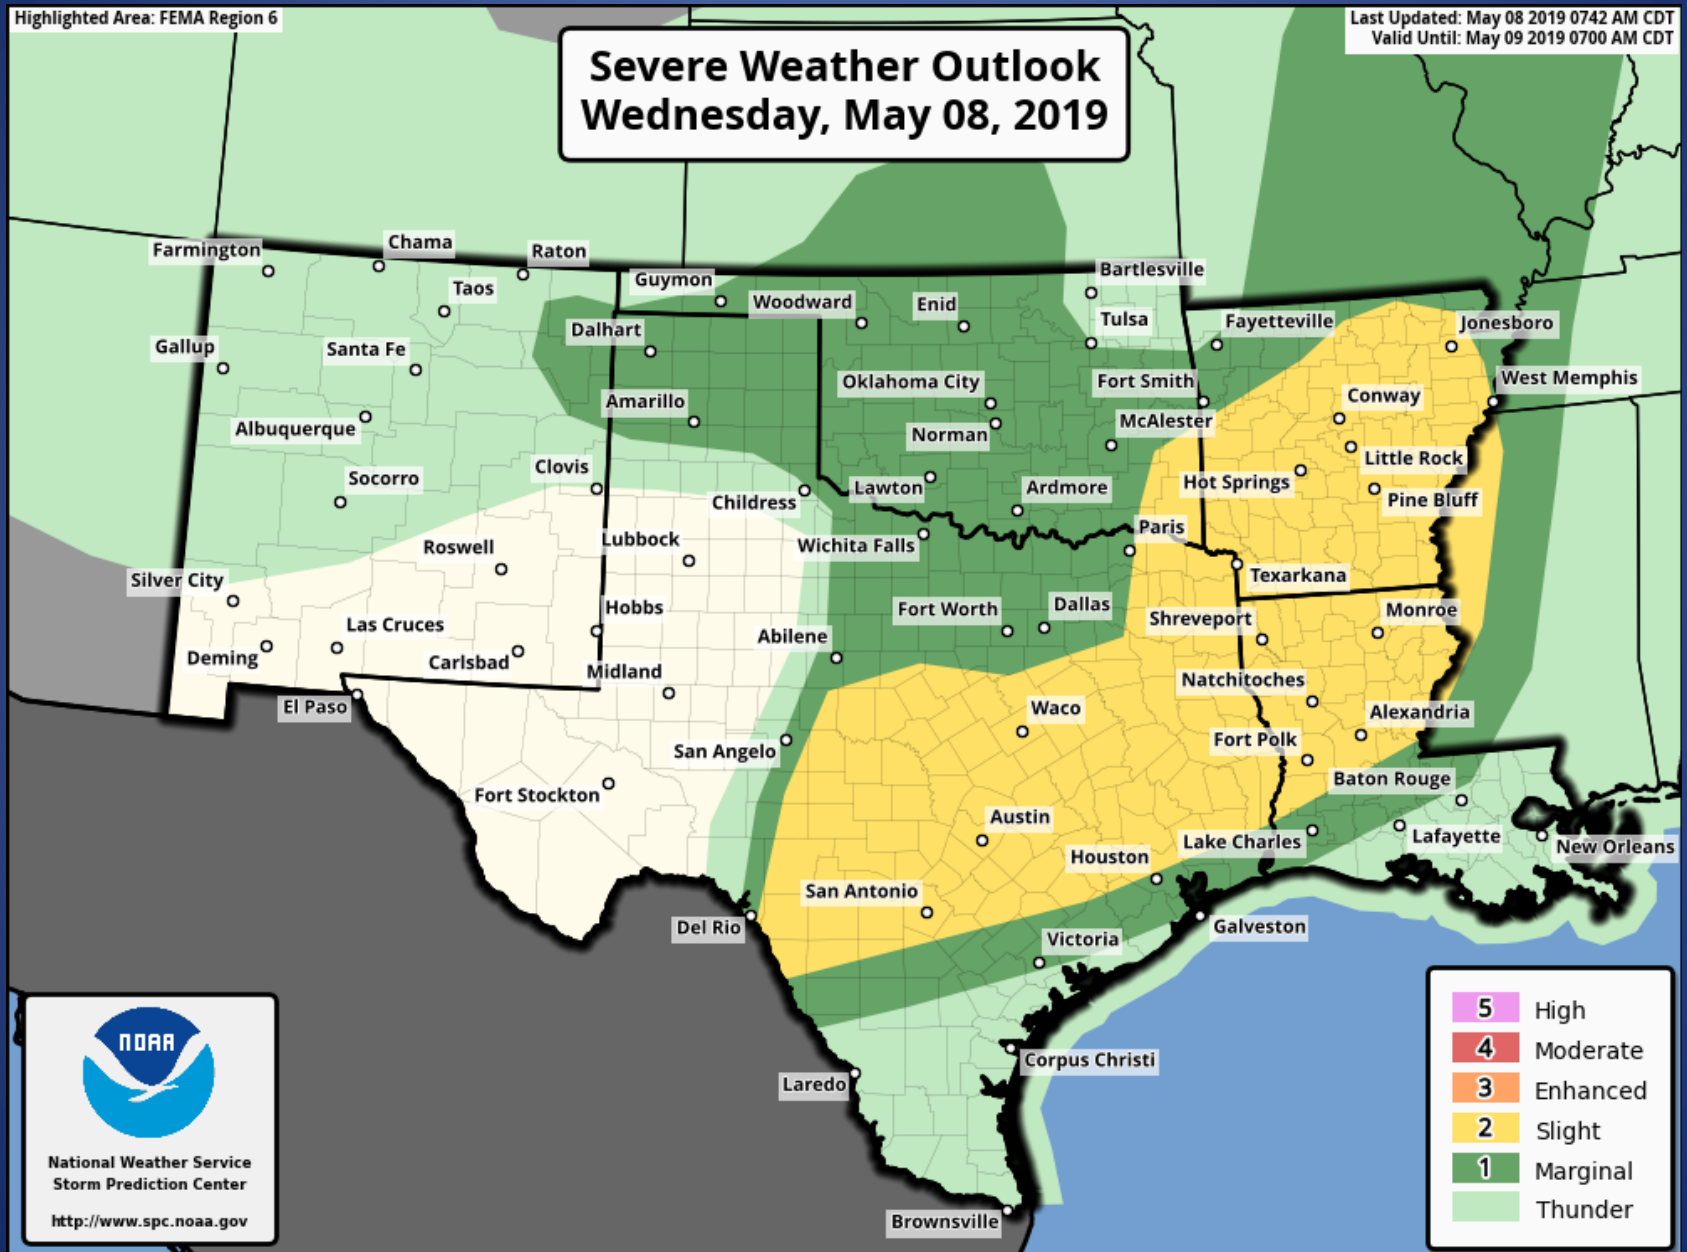 Highlighted Area: FEMA Region 6
Last Updated: May 08 2019 0742 AM CDT
Valid Until: May 09 2019 0700 AM CDT
Severe Weather Outlook
Wednesday, May 08, 2019
Farmington
Chama
Raton
Taos
Guymon
Woodward
Enid
Bartlesville
Tulsa
Fayetteville
Jonesboro
Gallup
Santa Fe
Dalhart
Oklahoma City
Fort Smith
West Memphis
Conway
Albuquerque
Amarillo
Norman
McAlester
Little Rock
Socorro
Clovis
Childress
Lawton
Ardmore
Hot Springs
Pine Bluff
Roswell
Lubbock
Wichita Falls
Paris
Silver City
Texarkana
Las Cruces
Hobbs
Fort Worth
Dallas
Shreveport
Monroe
Deming
Carlsbad
Midland
Abilene
Natchitoches
El Paso
Waco
Alexandria
San Angelo
Fort Polk
Fort Stockton
Baton Rouge
Austin
Lake Charles
Lafayette
New Orleans
Houston
San Antonio
Del Rio
Victoria
Galveston
Corpus Christi
Laredo
Brownsville
NOAA
National Weather Service
Storm Prediction Center
http://www.spc.noaa.gov
5 High
4 Moderate
3 Enhanced
2 Slight
1 Marginal
Thunder